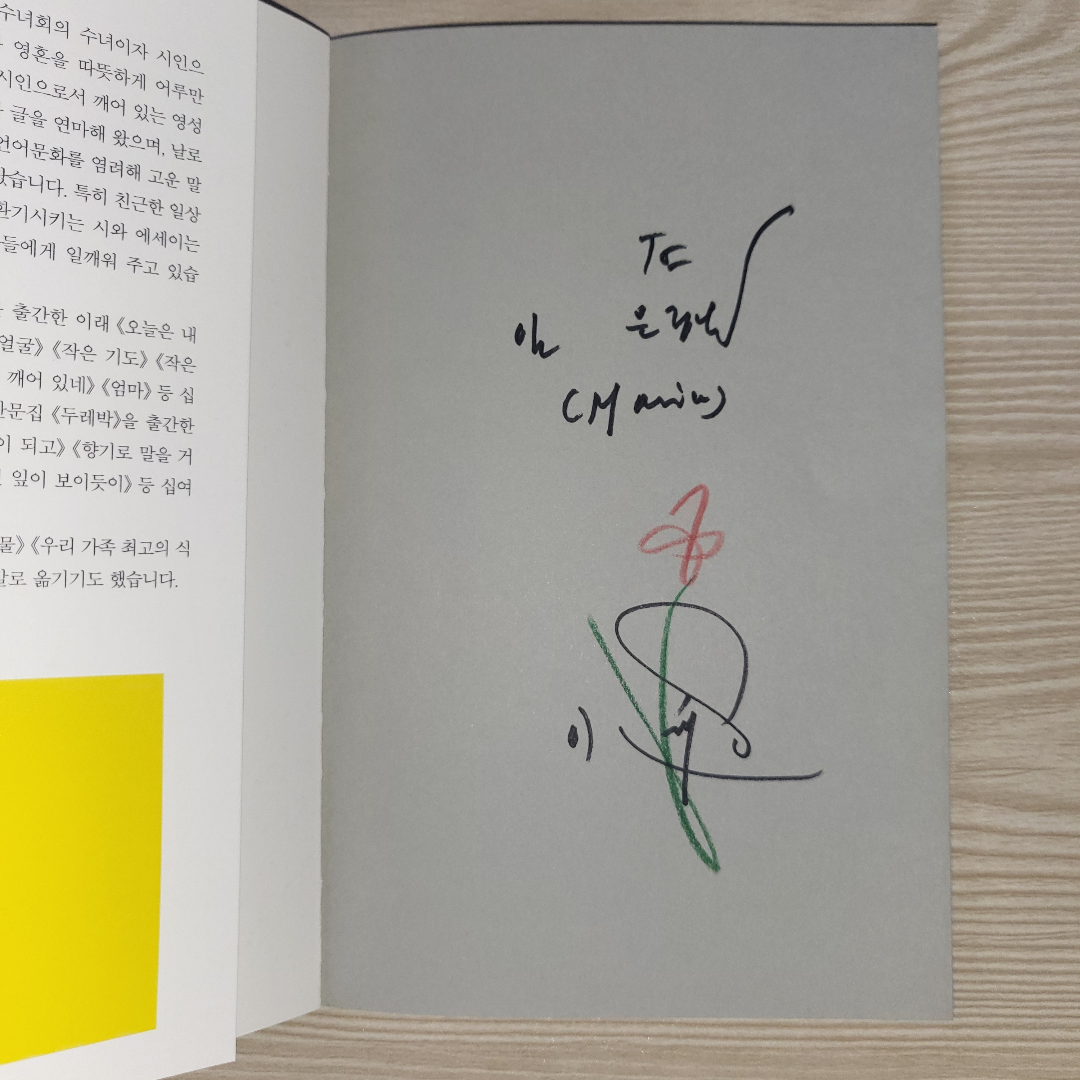 수녀회의 수녀이자 시인으
영혼을 따뜻하게 어루만
시인으로서 깨어 있는 영성
글을 연마해 왔으며, 날로
언어문화를 염려해 고운 말
왔습니다. 특히 친근한 일상
환기시키는 시와 에세이는
들에게 일깨워 주고 있습
출간한 이래 《오늘은 내
얼굴》 《작은 기도》 《작은
깨어 있네》 《엄마》 등 십
산문집 《두레박》을 출간한
이 되고》 《향기로 말을 거
잎이 보이듯이》 등 십여
물》 《우리 가족 최고의 식
말로 옮기기도 했습니다.
To
임
이